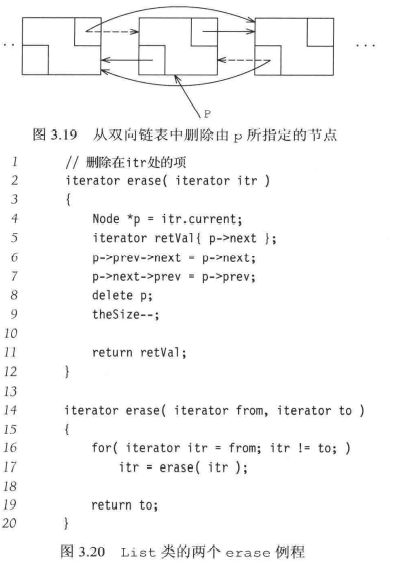 P
图 3.19 从双向链表中删除由 p 所指定的节点
1 // 删除在itr处的项
2 iterator erase( iterator itr )
3 {
4 Node *p = itr.current;
5 iterator retVal{ p->next };
6 p->prev->next = p->next;
7 p->next->prev = p->prev;
8 delete p;
9 theSize--;
10
11 return retVal;
12 }
13
14 iterator erase( iterator from, iterator to )
15 {
16 for( iterator itr = from; itr != to; )
17 itr = erase( itr );
18
19 return to;
20 }
图 3.20 List 类的两个 erase 例程